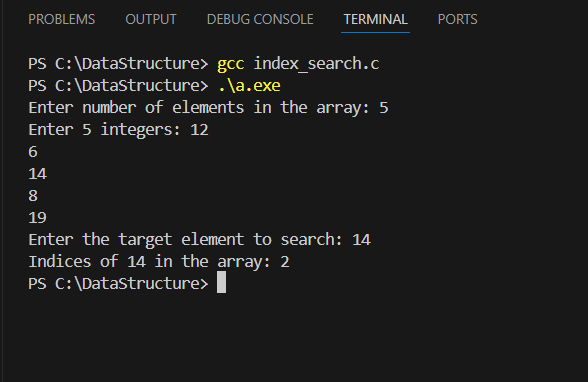 PROBLEMS OUTPUT DEBUG CONSOLE TERMINAL PORTS
PS C:\DataStructure> gcc index_search.c
PS C:\DataStructure> .\a.exe
Enter number of elements in the array: 5
Enter 5 integers: 12
6
14
8
19
Enter the target element to search: 14
Indices of 14 in the array: 2
PS C:\DataStructure>